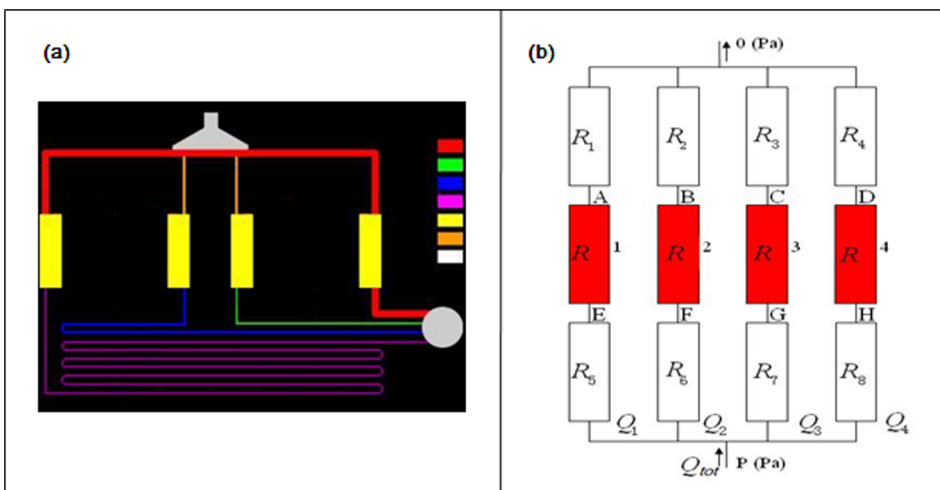 (a)
(b)
0 (Pa)
R1 R2 R3 R4
A B C D
R 1 R 2 R 3 R 4
E F G H
R5 R6 R7 R8
Q1 Q2 Q3 Q4
Qtot P (Pa)